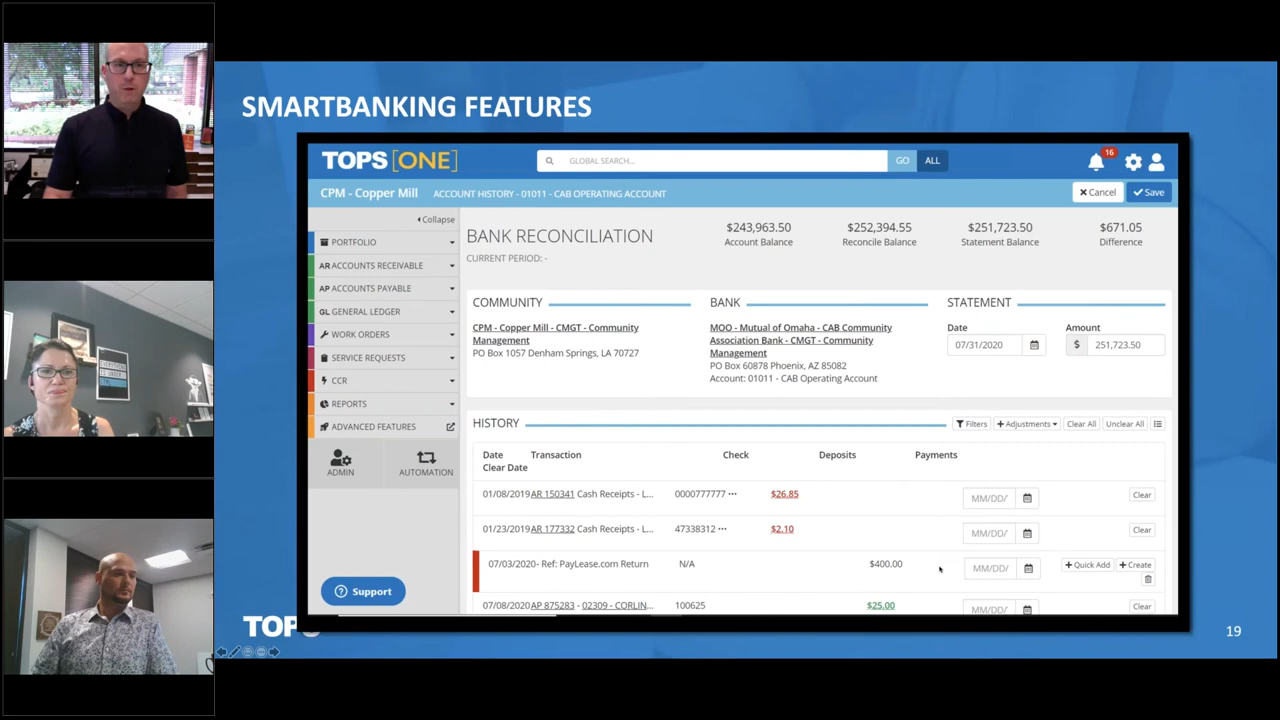 SMARTBANKING FEATURES
TOPS [ONE]
GLOBAL SEARCH...
GO
ALL
16
CPM - Copper Mill
ACCOUNT HISTORY - 01011 - CAB OPERATING ACCOUNT
Cancel
Save
Collapse
PORTFOLIO
AR ACCOUNTS RECEIVABLE
AP ACCOUNTS PAYABLE
GL GENERAL LEDGER
WORK ORDERS
SERVICE REQUESTS
CCR
REPORTS
ADVANCED FEATURES
ADMIN
AUTOMATION
Support
BANK RECONCILIATION
CURRENT PERIOD: -
$243,963.50
Account Balance
$252,394.55
Reconcile Balance
$251,723.50
Statement Balance
$671.05
Difference
COMMUNITY
CPM - Copper Mill - CMGT - Community
Management
PO Box 1057 Denham Springs, LA 70727
BANK
MOO - Mutual of Omaha - CAB Community
Association Bank - CMGT - Community
Management
PO Box 60878 Phoenix, AZ 85082
Account: 01011 - CAB Operating Account
STATEMENT
Date
07/31/2020
Amount
$ 251,723.50
HISTORY
Filters
Adjustments
Clear All
Unclear All
Date Transaction Check Deposits Payments
Clear Date
01/08/2019 AR 150341 Cash Receipts - L... 0000777777 ••• $26.85 MM/DD/ Clear
01/23/2019 AR 177332 Cash Receipts - L... 47338312 ••• $2.10 MM/DD/ Clear
07/03/2020- Ref: PayLease.com Return N/A $400.00 MM/DD/ + Quick Add + Create
07/08/2020 AP 875283 - 02309 - CORLIN... 100625 $25.00 MM/DD/ Clear
TOPS
19